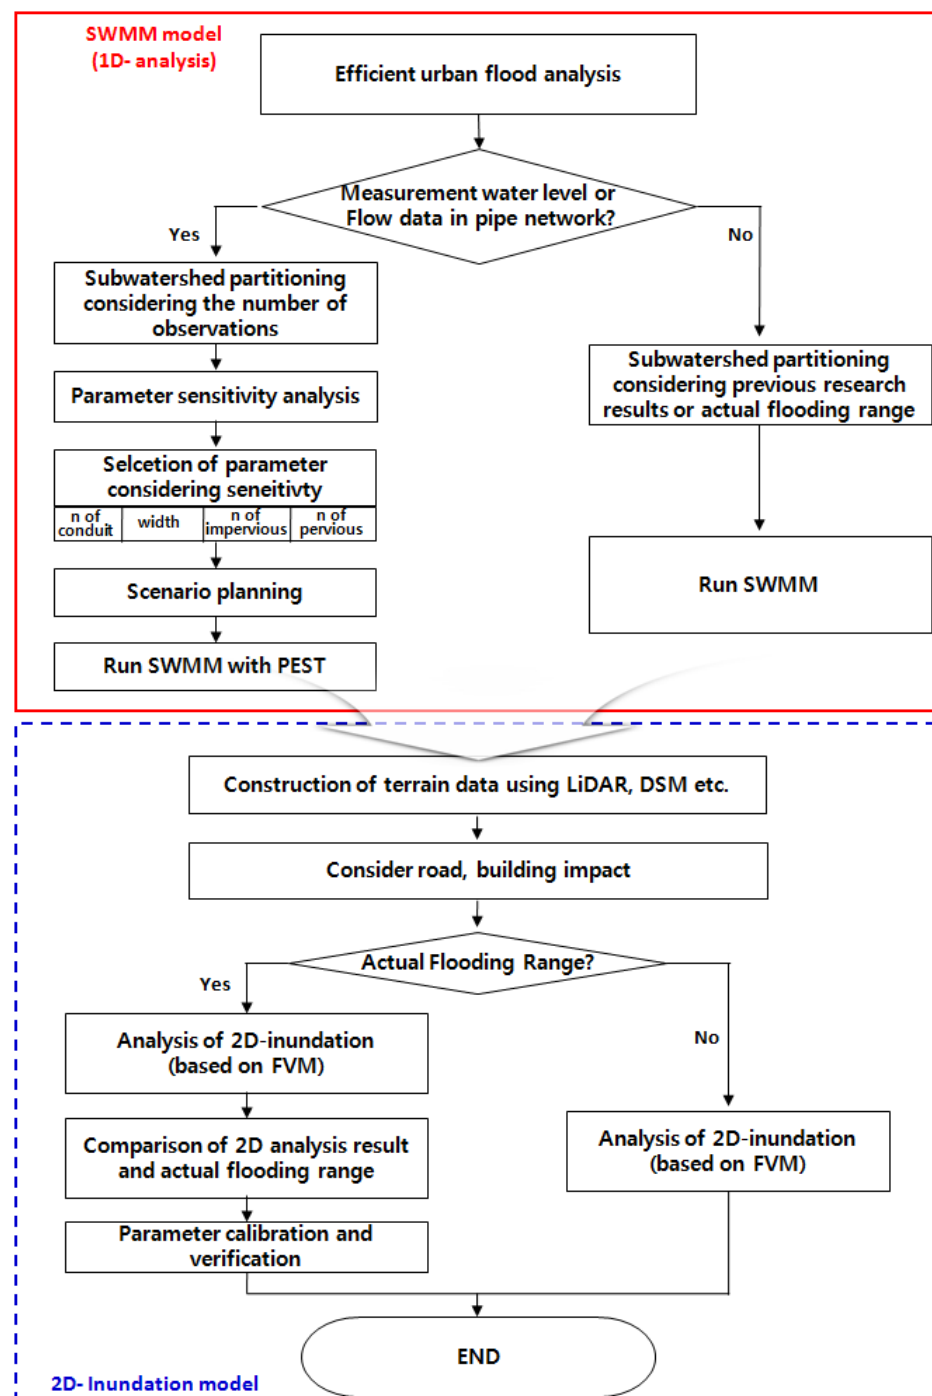 SWMM model
(1D- analysis)
Efficient urban flood analysis
Measurement water level or
Flow data in pipe network?
Yes
No
Subwatershed partitioning
considering the number of
observations
Subwatershed partitioning
considering previous research
results or actual flooding range
Parameter sensitivity analysis
Selcetion of parameter
considering seneitivty
n of
conduit
width
n of
impervious
n of
pervious
Scenario planning
Run SWMM
Run SWMM with PEST
Construction of terrain data using LiDAR, DSM etc.
Consider road, building impact
Actual Flooding Range?
Yes
No
Analysis of 2D-inundation
(based on FVM)
Comparison of 2D analysis result
and actual flooding range
Analysis of 2D-inundation
(based on FVM)
Parameter calibration and
verification
END
2D- Inundation model